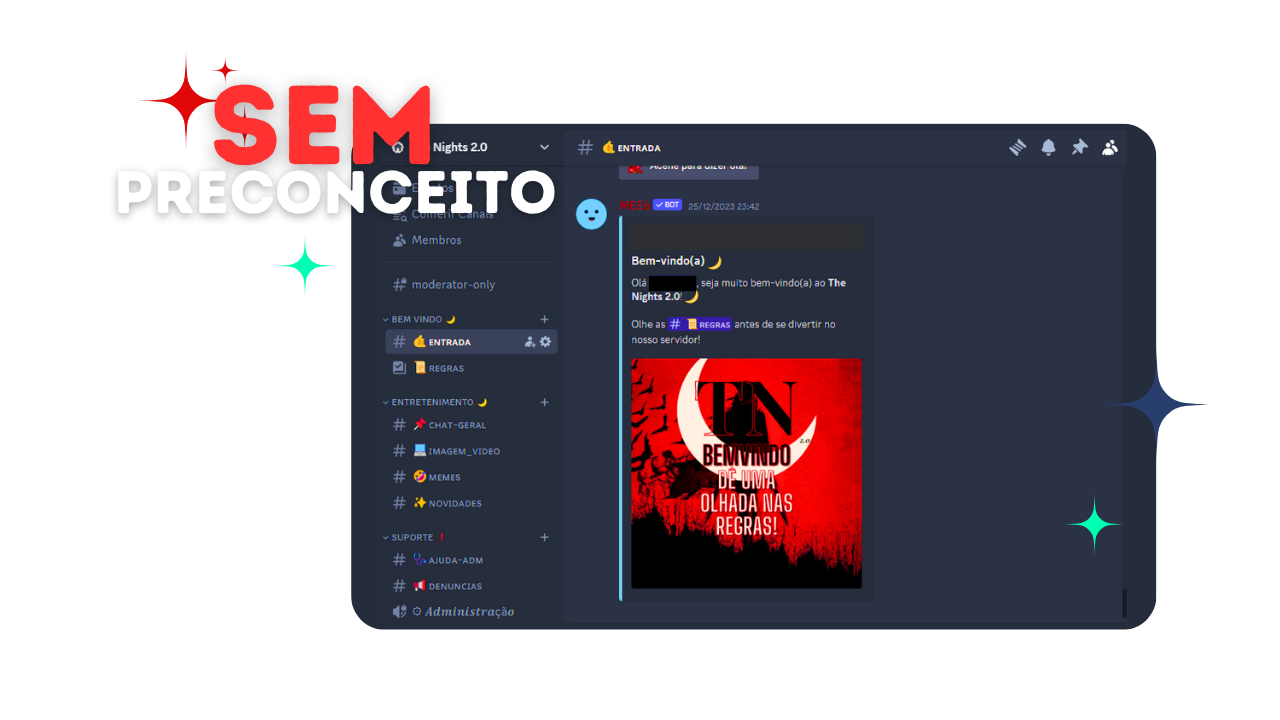 SEM
PRECONCEITO
Nights 2.0
Eventos
Conferir Canais
Membros
moderator-only
BEM VINDO 🌙
ENTRADA
REGRAS
ENTRETENIMENTO 🌙
CHAT-GERAL
IMAGEM_VIDEO
MEMES
NOVIDADES
SUPORTE ❗
AJUDA-ADM
DENUNCIAS
Administração
ENTRADA
Acene para dizer olá!
MEE6 BOT 25/12/2023 23:42
Bem-vindo(a) 🌙
Olá , seja muito bem-vindo(a) ao The
Nights 2.0! 🌙
Olhe as # REGRAS antes de se divertir no
nosso servidor!
TN
2.0
BEMVINDO
DÊ UMA
OLHADA NAS
REGRAS!